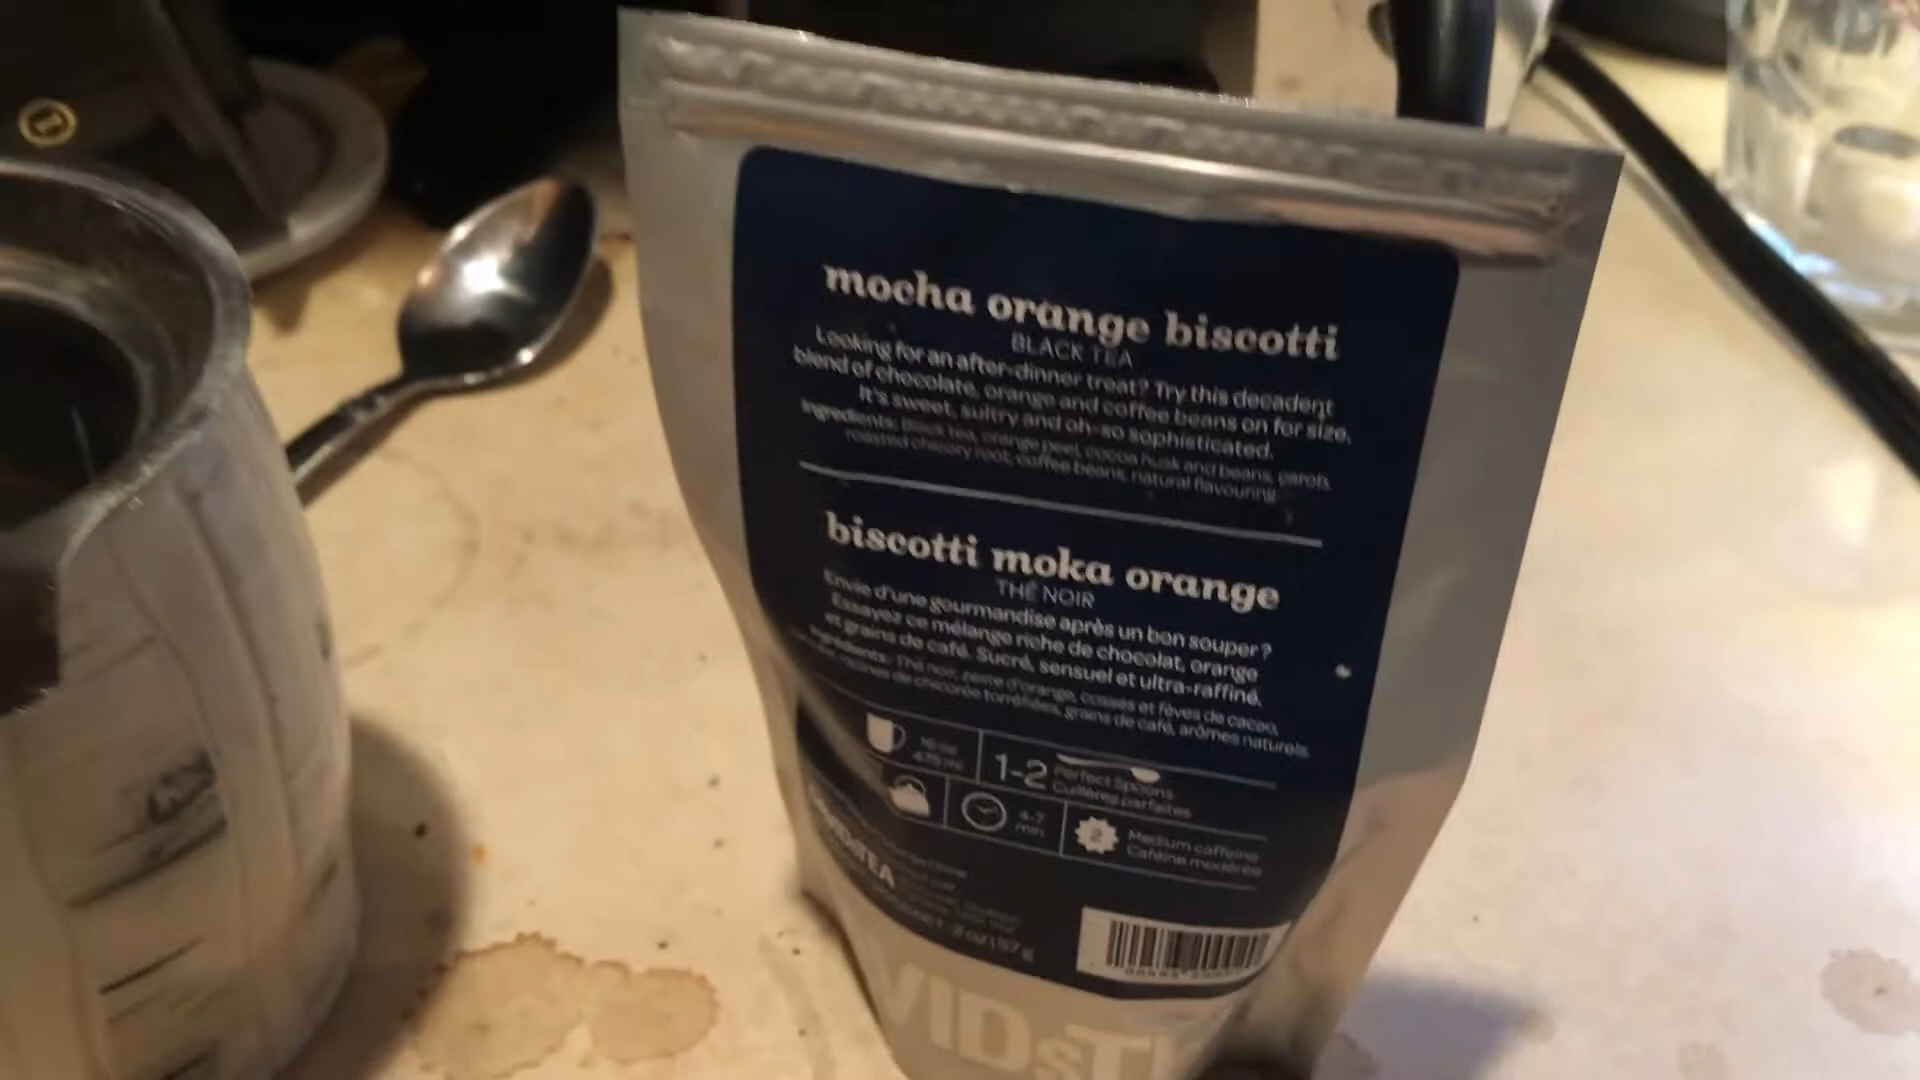 mocha orange biscotti
BLACK TEA
Looking for an after-dinner treat? Try this decadent
blend of chocolate, orange and coffee beans on for size.
It's sweet, sultry and oh-so sophisticated.
Ingredients: Black tea, orange peel, cocoa husk and beans, carob,
roasted chicory root, coffee beans, natural flavouring
biscotti moka orange
THÉ NOIR
Envie d'une gourmandise après un bon souper?
Essayez ce mélange riche de chocolat, orange
et grains de café. Sucré, sensuel et ultra-raffiné.
Thé noir, zeste d'orange, cosses et fèves de cacao,
racines de chicorée torréfiées, grains de café, arômes naturels.
475 ml
1-2
Perfect Spoons
Cuillères parfaites
4-7
min
2
Medium caffeine
Caféine modérée
2 oz | 57 g
VIDsT